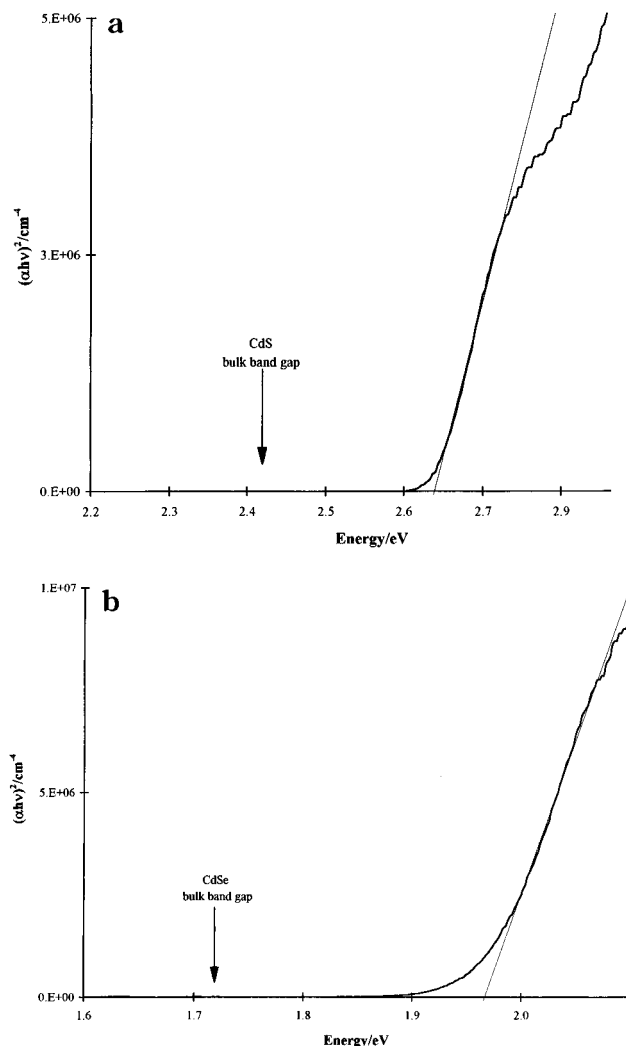 a
5.E+06
3.E+06
0.E+00
(αhν)²/cm⁻⁴
CdS
bulk band gap
2.2 2.3 2.4 2.5 2.6 2.7 2.9
Energy/eV
b
1.E+07
5.E+06
0.E+00
(αhν)²/cm⁻⁴
CdSe
bulk band gap
1.6 1.7 1.8 1.9 2.0
Energy/eV